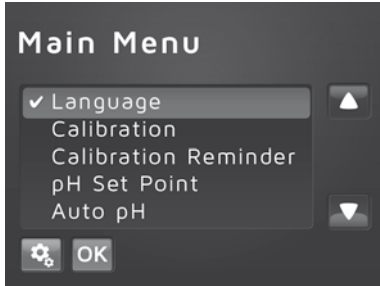 Main Menu
✔ Language
Calibration
Calibration Reminder
pH Set Point
Auto pH
OK